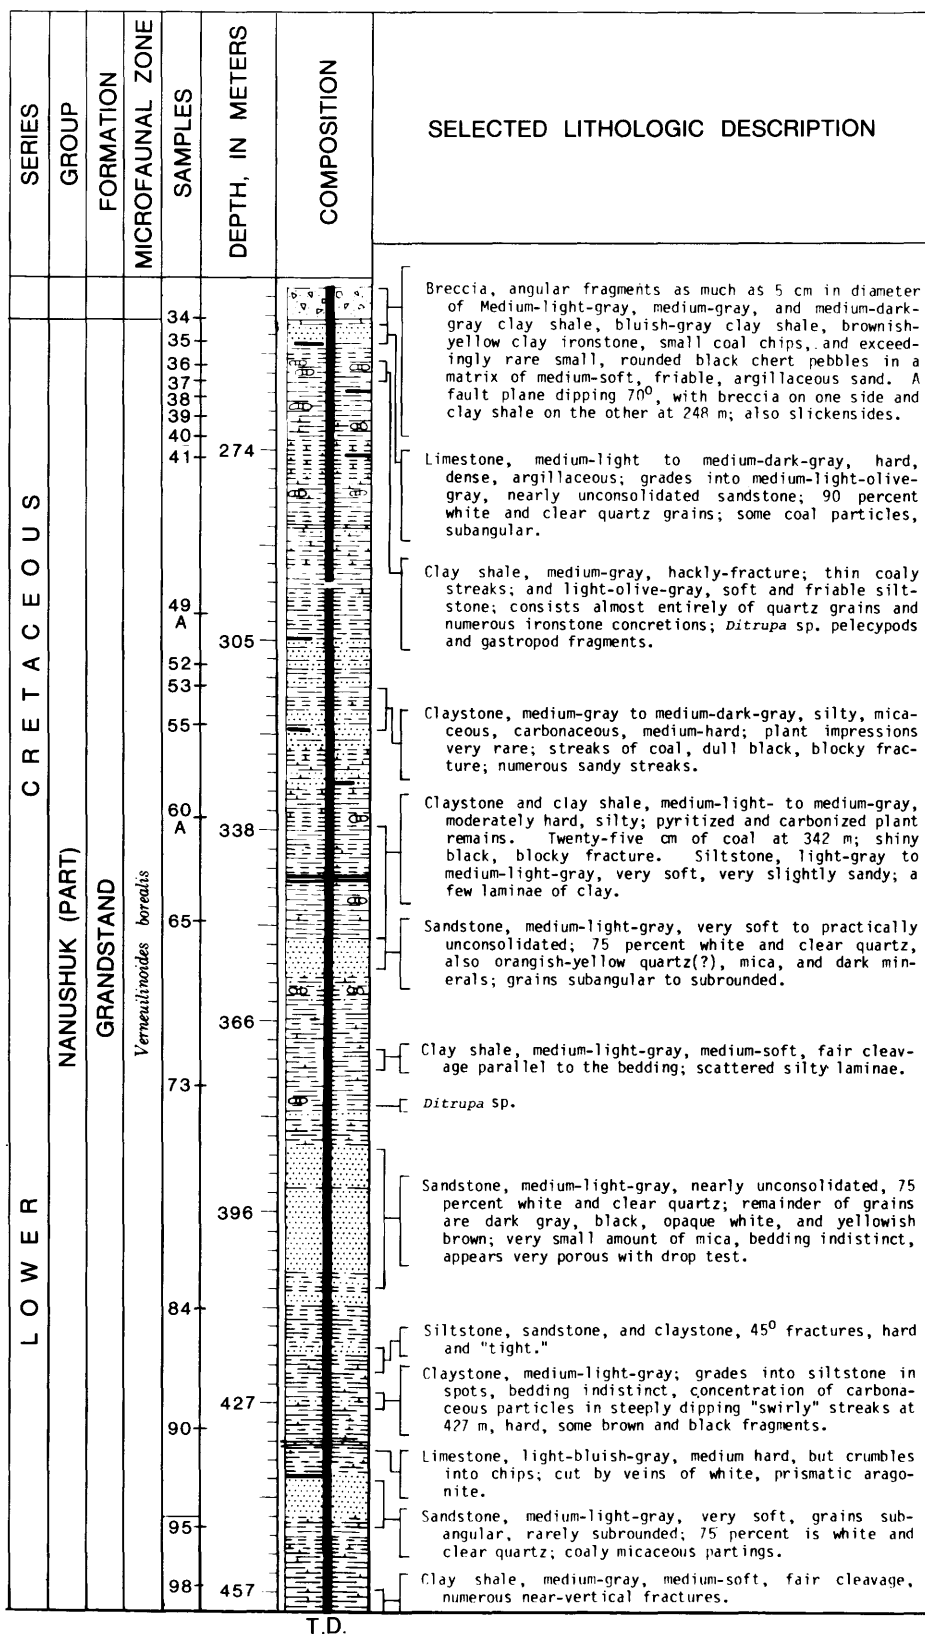 SERIES
GROUP
FORMATION
MICROFAUNAL ZONE
SAMPLES
DEPTH, IN METERS
COMPOSITION
SELECTED LITHOLOGIC DESCRIPTION
LOWER CRETACEOUS
NANUSHUK (PART)
GRANDSTAND
Verneuilinoides borealis
34
35
36
37
38
39
40
41
49
A
52
53
55
60
A
65
73
84
90
95
98
274
305
338
366
396
427
457
Breccia, angular fragments as much as 5 cm in diameter
of Medium-light-gray, medium-gray, and medium-dark-
gray clay shale, bluish-gray clay shale, brownish-
yellow clay ironstone, small coal chips, and exceed-
ingly rare small, rounded black chert pebbles in a
matrix of medium-soft, friable, argillaceous sand. A
fault plane dipping 70⁰, with breccia on one side and
clay shale on the other at 248 m; also slickensides.
Limestone, medium-light to medium-dark-gray, hard,
dense, argillaceous; grades into medium-light-olive-
gray, nearly unconsolidated sandstone; 90 percent
white and clear quartz grains; some coal particles,
subangular.
Clay shale, medium-gray, hackly-fracture; thin coaly
streaks; and light-olive-gray, soft and friable silt-
stone; consists almost entirely of quartz grains and
numerous ironstone concretions; Ditrupa sp. pelecypods
and gastropod fragments.
Claystone, medium-gray to medium-dark-gray, silty, mica-
ceous, carbonaceous, medium-hard; plant impressions
very rare; streaks of coal, dull black, blocky frac-
ture; numerous sandy streaks.
Claystone and clay shale, medium-light- to medium-gray,
moderately hard, silty; pyritized and carbonized plant
remains. Twenty-five cm of coal at 342 m; shiny
black, blocky fracture. Siltstone, light-gray to
medium-light-gray, very soft, very slightly sandy; a
few laminae of clay.
Sandstone, medium-light-gray, very soft to practically
unconsolidated; 75 percent white and clear quartz,
also orangish-yellow quartz(?), mica, and dark min-
erals; grains subangular to subrounded.
Clay shale, medium-light-gray, medium-soft, fair cleav-
age parallel to the bedding; scattered silty laminae.
Ditrupa sp.
Sandstone, medium-light-gray, nearly unconsolidated, 75
percent white and clear quartz; remainder of grains
are dark gray, black, opaque white, and yellowish
brown; very small amount of mica, bedding indistinct,
appears very porous with drop test.
Siltstone, sandstone, and claystone, 45⁰ fractures, hard
and "tight."
Claystone, medium-light-gray; grades into siltstone in
spots, bedding indistinct, concentration of carbona-
ceous particles in steeply dipping "swirly" streaks at
427 m, hard, some brown and black fragments.
Limestone, light-bluish-gray, medium hard, but crumbles
into chips; cut by veins of white, prismatic arago-
nite.
Sandstone, medium-light-gray, very soft, grains sub-
angular, rarely subrounded; 75 percent is white and
clear quartz; coaly micaceous partings.
Clay shale, medium-gray, medium-soft, fair cleavage,
numerous near-vertical fractures.
T.D.